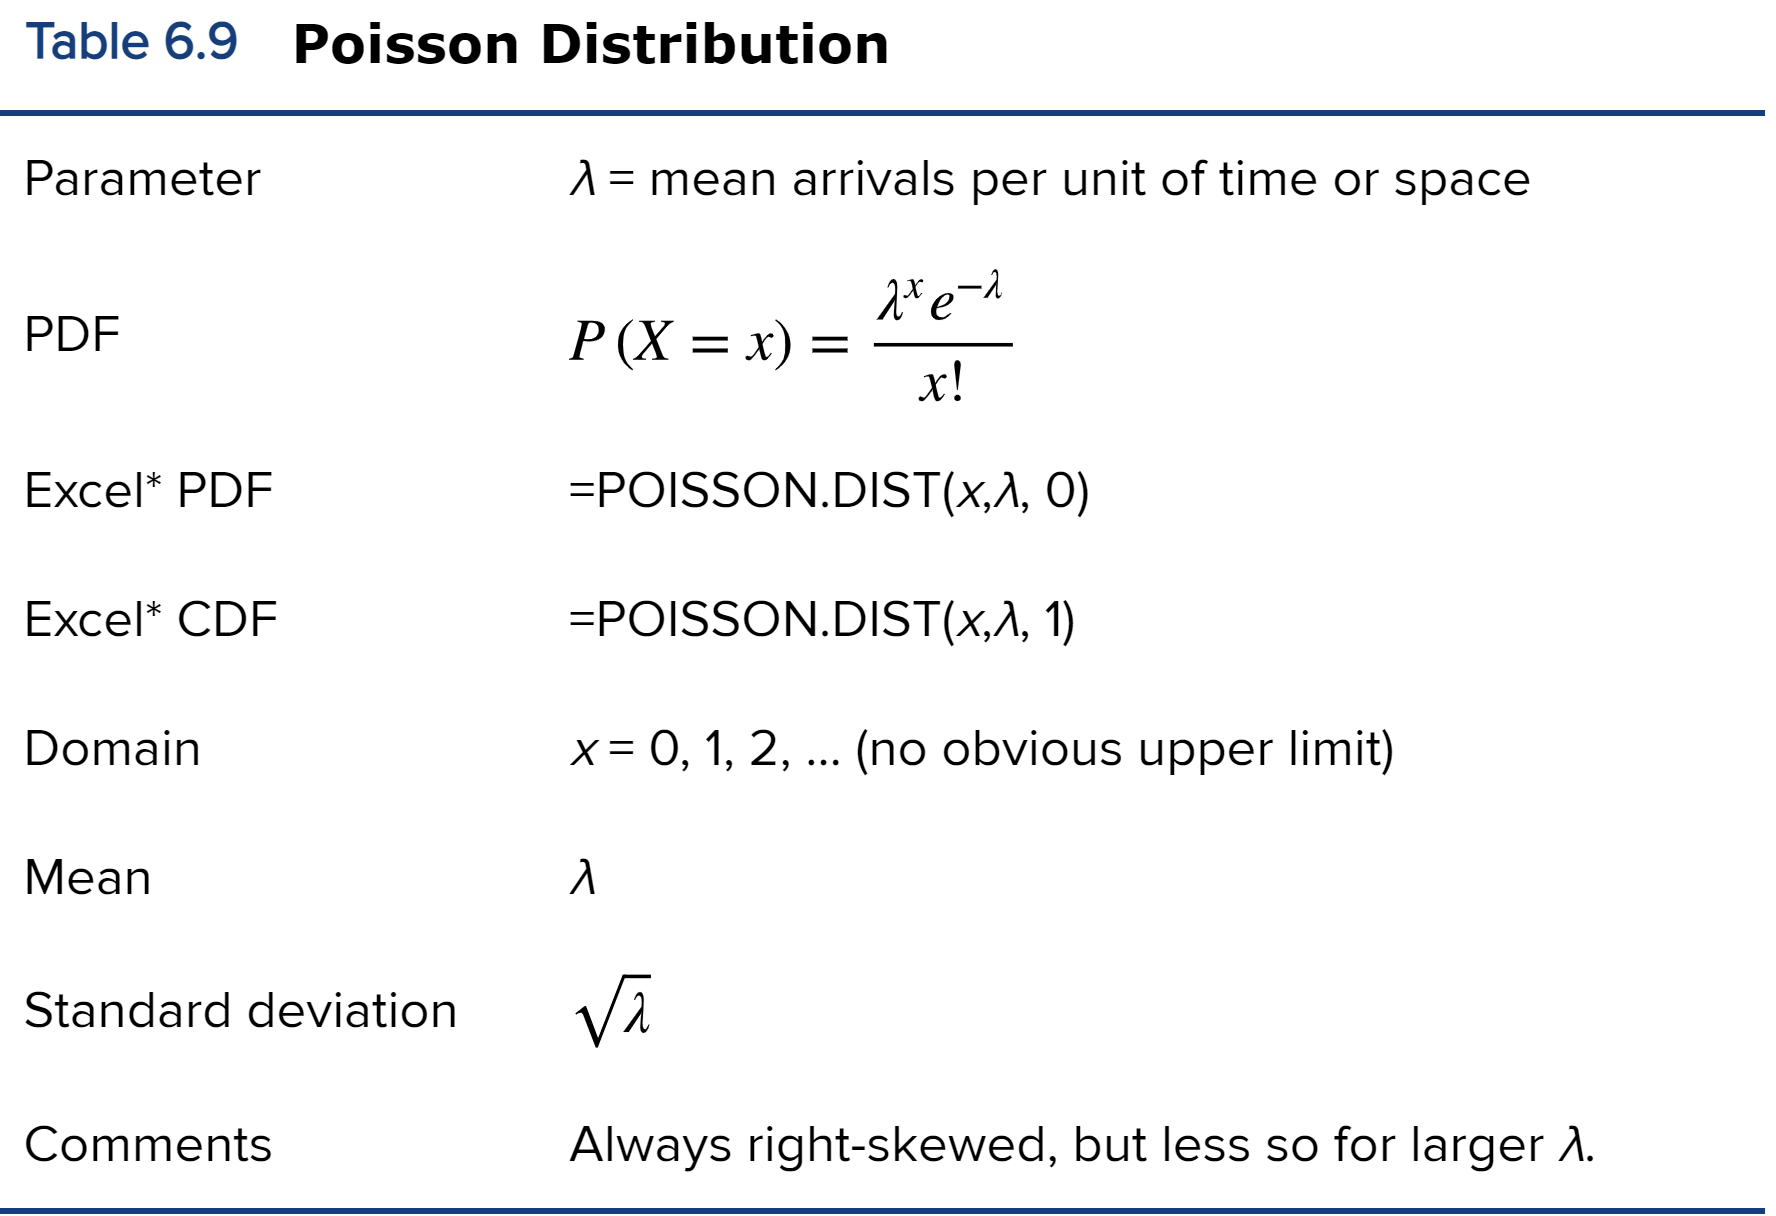 Table 6.9 Poisson Distribution
Parameter λ = mean arrivals per unit of time or space
PDF P(X = x) = \frac{λ^x e^{−λ}}{x!}
Excel* PDF =POISSON.DIST(x,λ, 0)
Excel* CDF =POISSON.DIST(x,λ, 1)
Domain x = 0, 1, 2, ... (no obvious upper limit)
Mean λ
Standard deviation √λ
Comments Always right-skewed, but less so for larger λ.